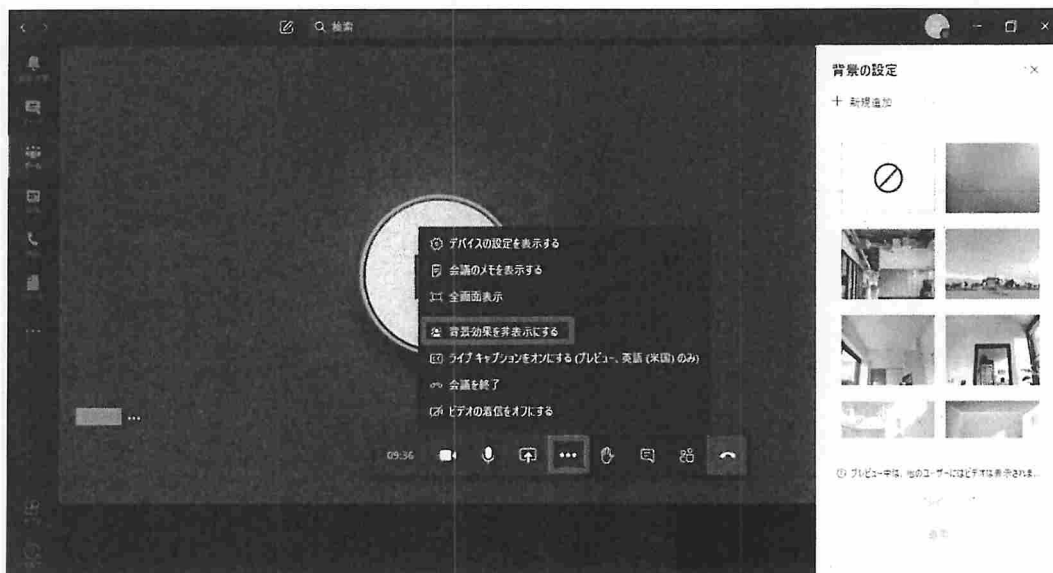 検索
背景の設定
+ 新規追加
デバイスの設定を表示する
会議のメモを表示する
全画面表示
背景効果を非表示にする
ライブ キャプションをオンにする (プレビュー、英語 (米国) のみ)
会議を終了
ビデオの着信をオフにする
09:36
プレビュー中は、他のユーザーにはビデオは表示されま...